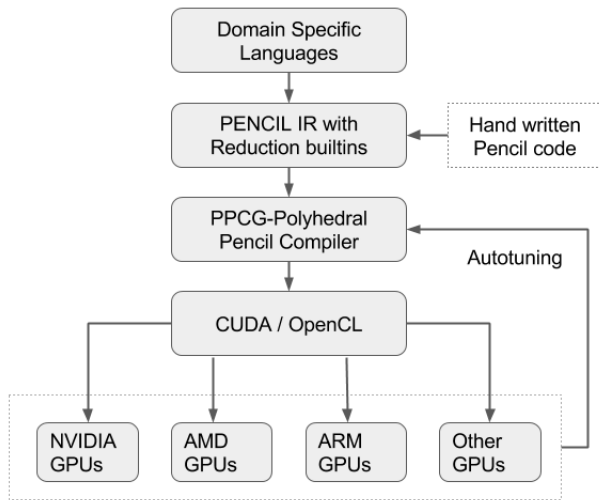 Domain Specific
Languages
PENCIL IR with
Reduction builtins
Hand written
Pencil code
PPCG-Polyhedral
Pencil Compiler
Autotuning
CUDA / OpenCL
NVIDIA
GPUs
AMD
GPUs
ARM
GPUs
Other
GPUs